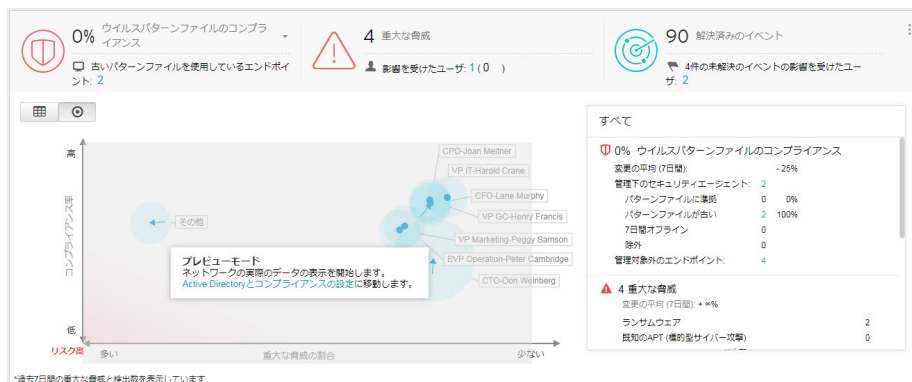 0% ウイルスパターンファイルのコンプラ
イアンス
古いパターンファイルを使用しているエンドポイ
ント: 2
4 重大な脅威
影響を受けたユーザ: 1 ( 0 )
90 解決済みのイベント
4件の未解決のイベントの影響を受けたユー
ザ: 2
高
コンプライアンス率
低
リスク高
多い
重大な脅威の割合
少ない
CPO-Joan Meitner
VP IT-Harold Crane
CFO-Lane Murphy
VP GC-Henry Francis
VP Marketing-Peggy Samson
EVP Operation-Peter Cambridge
CTO-Don Weinberg
その他
プレビューモード
ネットワークの実際のデータの表示を開始します。
Active Directoryとコンプライアンスの設定に移動します。
すべて
0% ウイルスパターンファイルのコンプライアンス
変更の平均 (7日間): - 25%
管理下のセキュリティエージェント: 2
パターンファイルに準拠 0 0%
パターンファイルが古い 2 100%
7日間オフライン 0
除外 0
管理対象外のエンドポイント: 4
4 重大な脅威
変更の平均 (7日間): + ∞%
ランサムウェア 2
既知のAPT (標的型サイバー攻撃) 0
*過去7日間の重大な脅威と検出数を表示しています